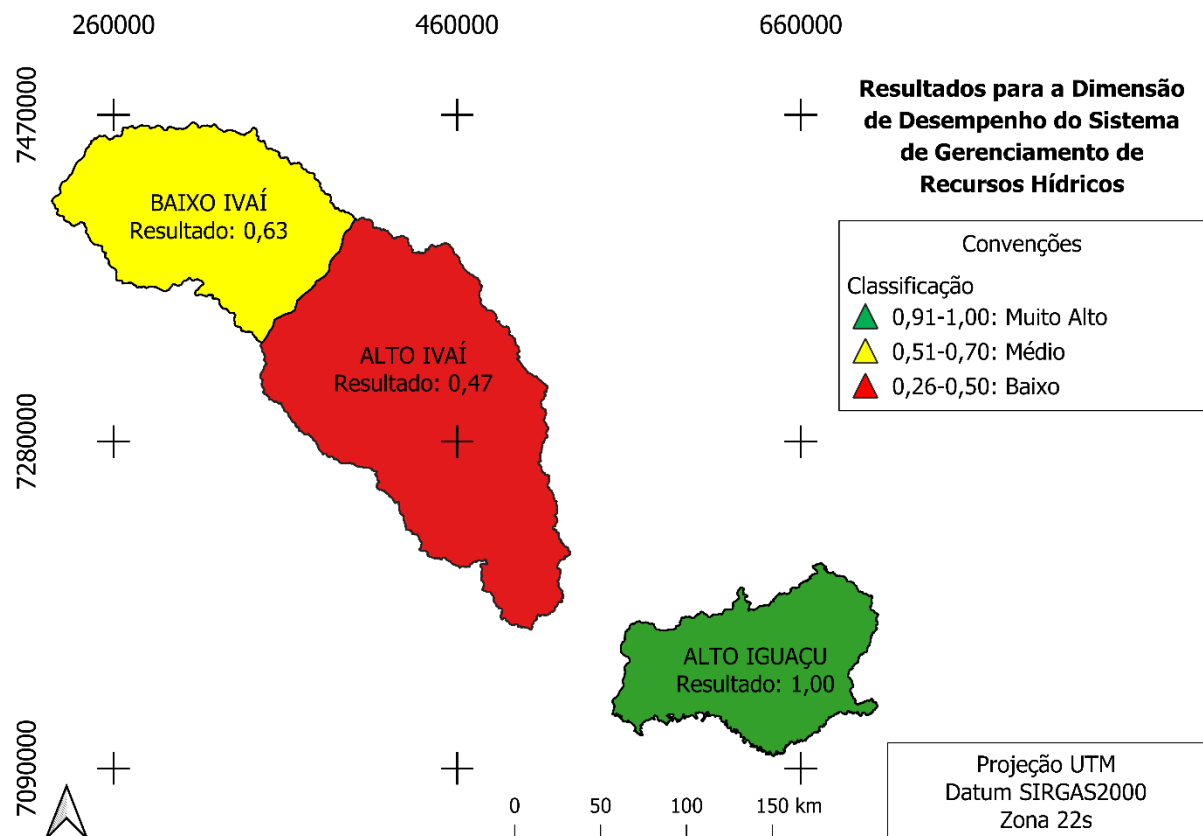 260000
460000
660000
7470000
7280000
7090000
Resultados para a Dimensão
de Desempenho do Sistema
de Gerenciamento de
Recursos Hídricos
Convenções
Classificação
0,91-1,00: Muito Alto
0,51-0,70: Médio
0,26-0,50: Baixo
BAIXO IVAÍ
Resultado: 0,63
ALTO IVAÍ
Resultado: 0,47
ALTO IGUAÇU
Resultado: 1,00
0 50 100 150 km
Projeção UTM
Datum SIRGAS2000
Zona 22s